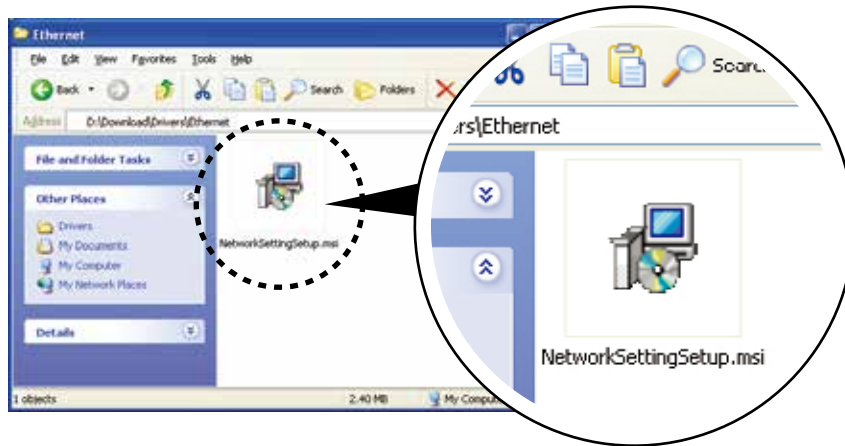 Ethernet
File Edit View Favorites Tools Help
Back Search Folders
Address D:\Download\Drivers\Ethernet
File and Folder Tasks
Other Places
Drivers
My Documents
My Computer
My Network Places
Details
NetworkSettingSetup.msi
1 objects 2.40 MB My Compu
Searc
ers\Ethernet
NetworkSettingSetup.msi